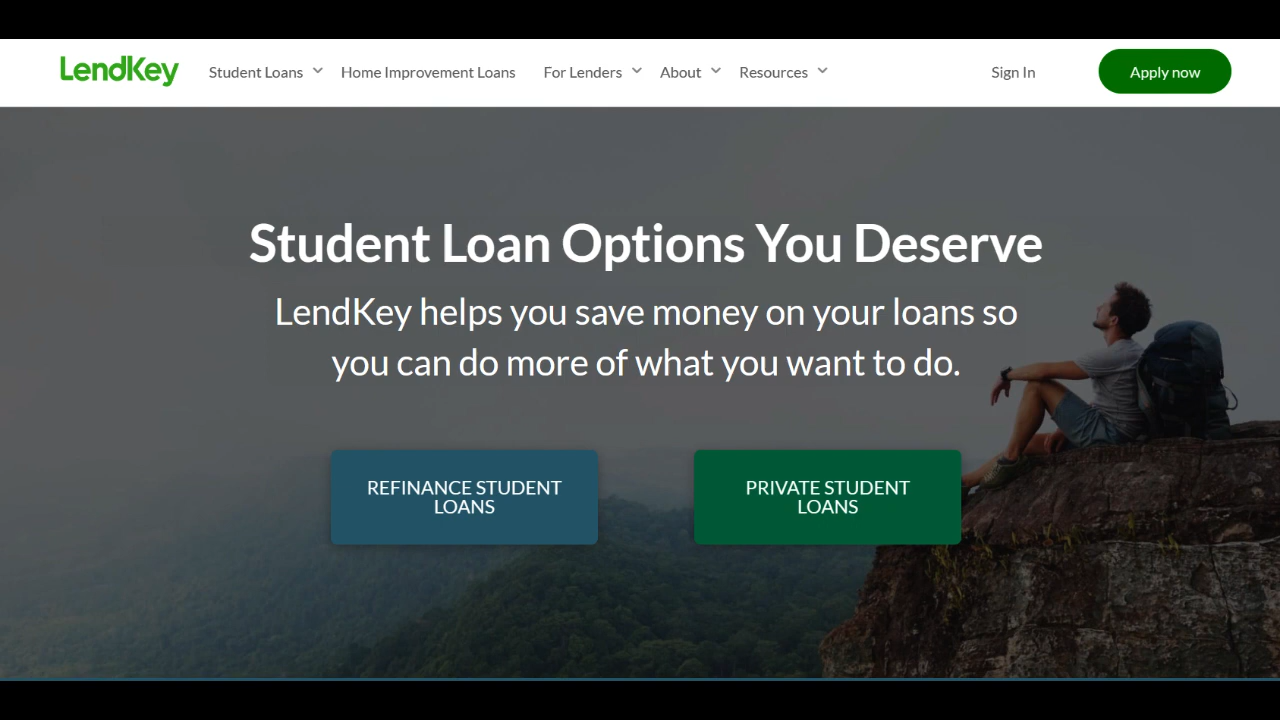 LendKey Student Loans Home Improvement Loans For Lenders About Resources Sign In Apply now
Student Loan Options You Deserve
LendKey helps you save money on your loans so
you can do more of what you want to do.
REFINANCE STUDENT
LOANS
PRIVATE STUDENT
LOANS